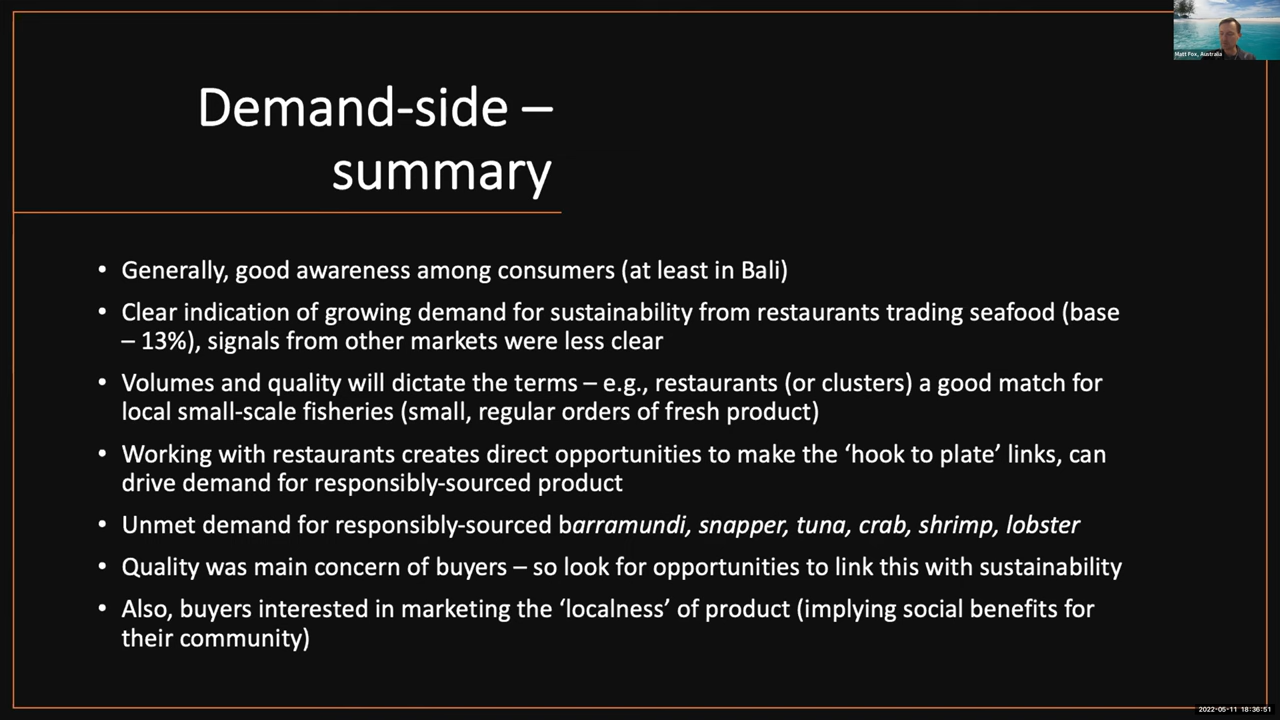 Matt Fox, Australia
Demand-side –
summary
• Generally, good awareness among consumers (at least in Bali)
• Clear indication of growing demand for sustainability from restaurants trading seafood (base
– 13%), signals from other markets were less clear
• Volumes and quality will dictate the terms – e.g., restaurants (or clusters) a good match for
local small-scale fisheries (small, regular orders of fresh product)
• Working with restaurants creates direct opportunities to make the ‘hook to plate’ links, can
drive demand for responsibly-sourced product
• Unmet demand for responsibly-sourced barramundi, snapper, tuna, crab, shrimp, lobster
• Quality was main concern of buyers – so look for opportunities to link this with sustainability
• Also, buyers interested in marketing the ‘localness’ of product (implying social benefits for
their community)
2022-05-11 18:36:51